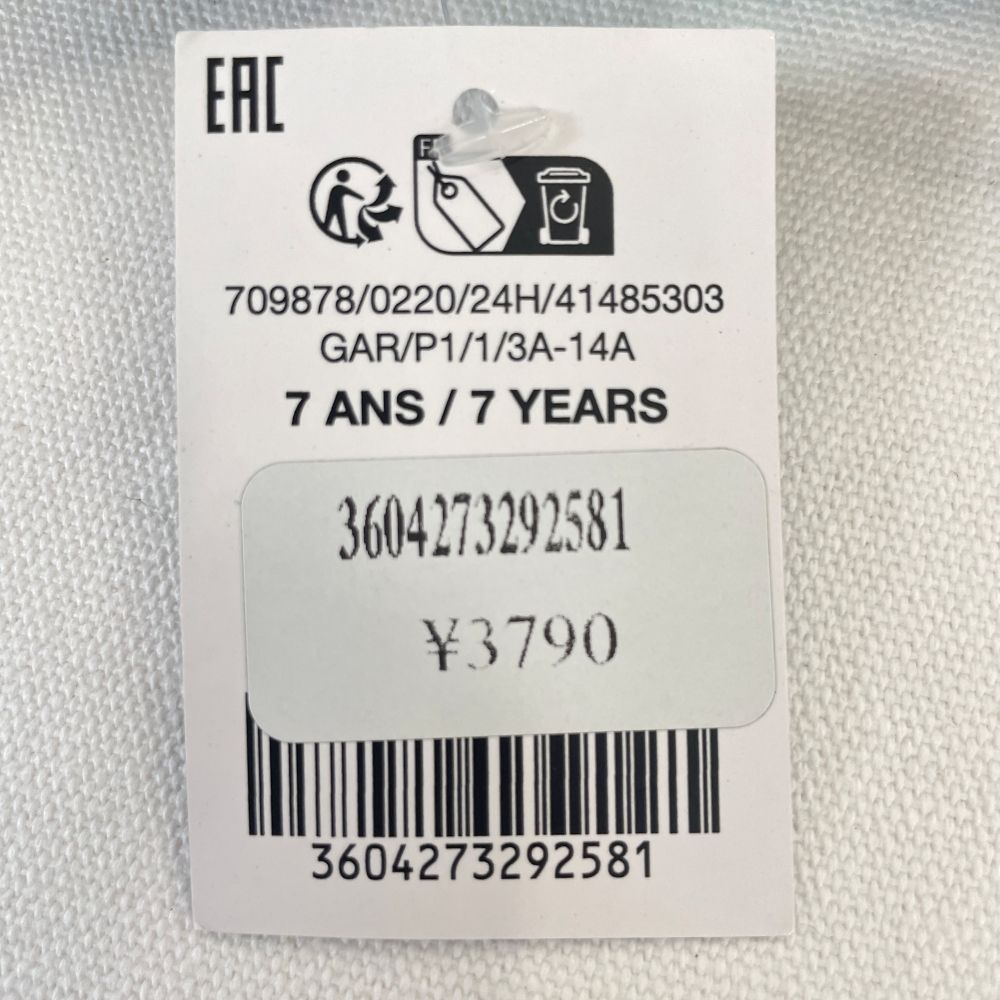 EAC
709878/0220/24H/41485303
GAR/P1/1/3A-14A
7 ANS / 7 YEARS
3604273292581
¥3790
3604273292581